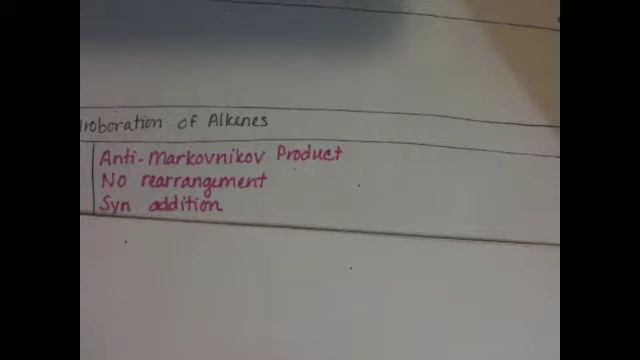 roboration of Alkenes
Anti-Markovnikov Product
No rearrangement
Syn addition